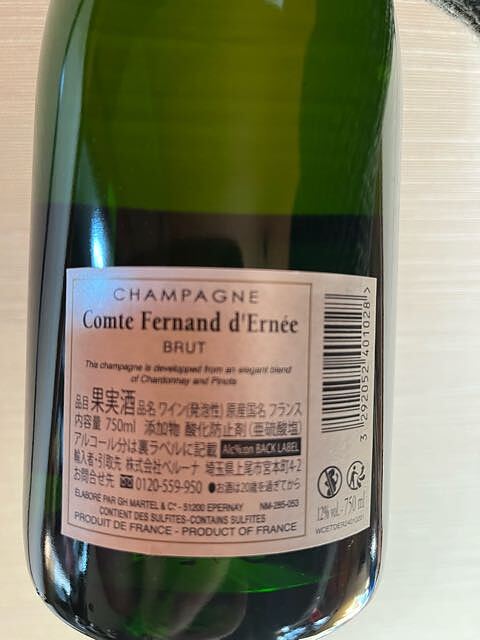 CHAMPAGNE
Comte Fernand d'Ernée
BRUT
This champagne is developped from an elegant blend
of Chardonnay and Pinots
品目 果実酒 品名 ワイン(発泡性) 原産国名 フランス
内容量 750ml 添加物 酸化防止剤(亜硫酸塩)
アルコール分は裏ラベルに記載 Alc%:on BACK LABEL
輸入者・引取先 株式会社ベルーナ 埼玉県上尾市宮本町4-2
お問合せ先 0120-559-950 ●お酒は20歳を過ぎてから
ELABORÉ PAR GH MARTEL & Cº - 51200 EPERNAY NM-265-053
CONTIENT DES SULFITES-CONTAINS SULFITES
PRODUIT DE FRANCE - PRODUCT OF FRANCE
3 292052 401028 >
12% vol. - 750 ml